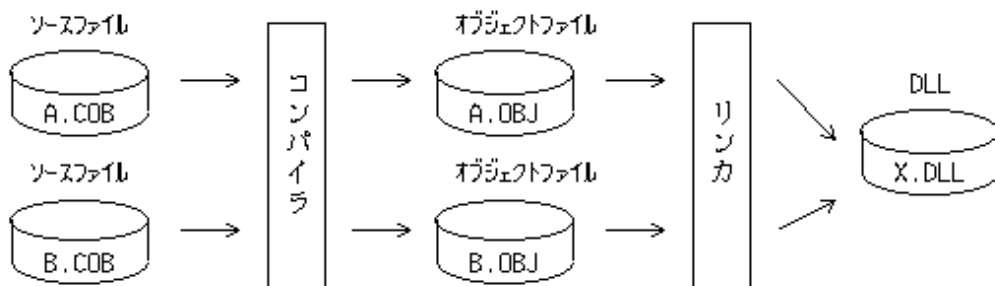 ソースファイル
A.COB
ソースファイル
B.COB
コンパイラ
オブジェクトファイル
A.OBJ
オブジェクトファイル
B.OBJ
リンカ
DLL
X.DLL